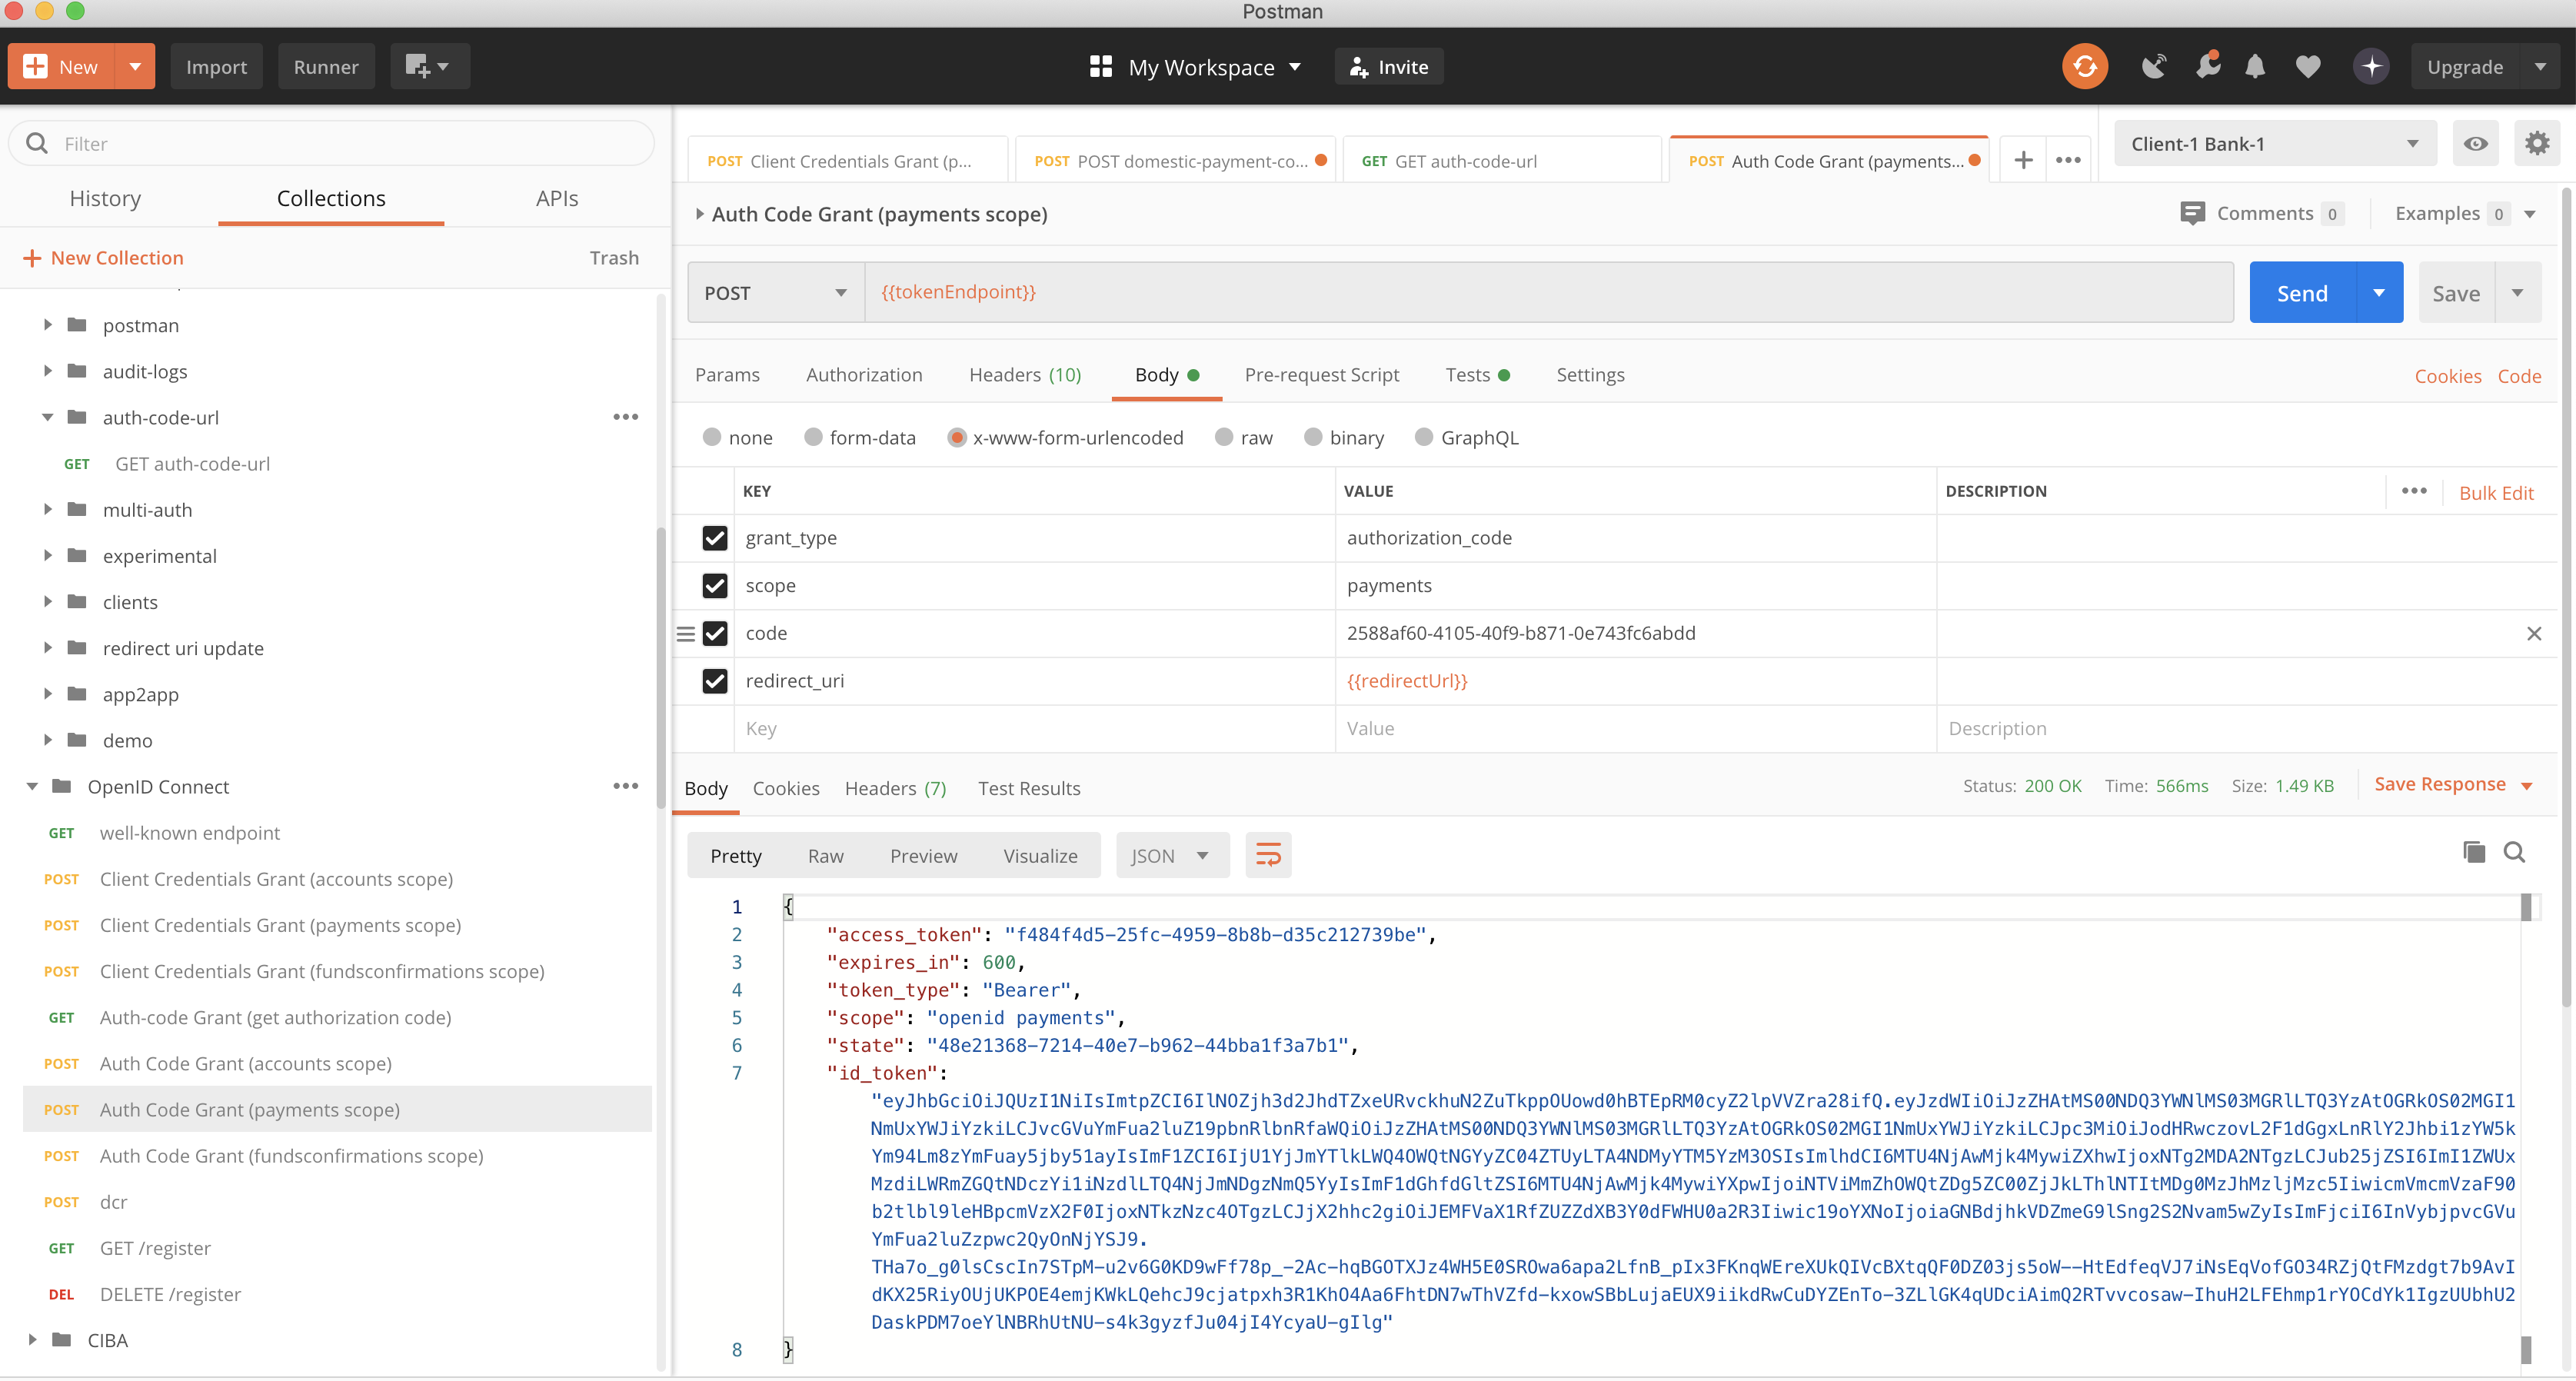 Postman
New
Import
Runner
My Workspace
Invite
Upgrade
Filter
History
Collections
APIs
New Collection
Trash
postman
audit-logs
auth-code-url
GET GET auth-code-url
multi-auth
experimental
clients
redirect uri update
app2app
demo
OpenID Connect
GET well-known endpoint
POST Client Credentials Grant (accounts scope)
POST Client Credentials Grant (payments scope)
POST Client Credentials Grant (fundsconfirmations scope)
GET Auth-code Grant (get authorization code)
POST Auth Code Grant (accounts scope)
POST Auth Code Grant (payments scope)
POST Auth Code Grant (fundsconfirmations scope)
POST dcr
GET GET /register
DEL DELETE /register
CIBA
POST Client Credentials Grant (p...
POST POST domestic-payment-co...
GET GET auth-code-url
POST Auth Code Grant (payments...
Client-1 Bank-1
Auth Code Grant (payments scope)
Comments 0
Examples 0
POST
{{tokenEndpoint}}
Send
Save
Params
Authorization
Headers (10)
Body
Pre-request Script
Tests
Settings
Cookies
Code
none
form-data
x-www-form-urlencoded
raw
binary
GraphQL
KEY
VALUE
DESCRIPTION
Bulk Edit
grant_type
authorization_code
scope
payments
code
2588af60-4105-40f9-b871-0e743fc6abdd
redirect_uri
{{redirectUrl}}
Key
Value
Description
Body
Cookies
Headers (7)
Test Results
Status: 200 OK
Time: 566ms
Size: 1.49 KB
Save Response
Pretty
Raw
Preview
Visualize
JSON
1 {
2 "access_token": "f484f4d5-25fc-4959-8b8b-d35c212739be",
3 "expires_in": 600,
4 "token_type": "Bearer",
5 "scope": "openid payments",
6 "state": "48e21368-7214-40e7-b962-44bba1f3a7b1",
7 "id_token":
"eyJhbGciOiJQUzI1NiIsImtpZCI6IlNOZjh3d2JhdTZxeURvckhuN2ZuTkppOUowd0hBTEpRM0cyZ2lpVVZra28ifQ.eyJzdWIiOiJzZHAtMS00NDQ3YWNlMS03MGRlLTQ3YzAtOGRkOS02MGI1
NmUxYWJiYzkiLCJvcGVuYmFua2luZ19pbnRlbnRfaWQiOiJzZHAtMS00NDQ3YWNlMS03MGRlLTQ3YzAtOGRkOS02MGI1NmUxYWJiYzkiLCJpc3MiOiJodHRwczovL2F1dGgxLnRlY2Jhbi1zYW5k
Ym94Lm8zYmFuay5jby51ayIsImF1ZCI6IjU1YjJmYTlkLWQ4OWQtNGYyZC04ZTUyLTA4NDMyYTM5YzM3OSIsImlhdCI6MTU4NjAwMjk4MywiZXhwIjoxNTg2MDA2NTgzLCJub25jZSI6ImI1ZWUx
MzdiLWRmZGQtNDczYi1iNzdlLTQ4NjJmNDgzNmQ5YyIsImF1dGhfdGltZSI6MTU4NjAwMjk4MywiYXpwIjoiNTViMmZhOWQtZDg5ZC00ZjJkLThlNTItMDg0MzJhMzljMzc5IiwicmVmcmVzaF90
b2tlbl9leHBpcmVzX2F0IjoxNTkzNzc4OTgzLCJjX2hhc2giOiJEMFVaX1RfZUZZdXB3Y0dFWHU0a2R3Iiwic19oYXNoIjoiaGNBdjhkVDZmeG9lSng2S2Nvam5wZyIsImFjciI6InVybjpvcGVu
YmFua2luZzpwc2QyOnNjYSJ9.
THa7o_g0lsCscIn7STpM-u2v6G0KD9wFf78p_-2Ac-hqBGOTXJz4WH5E0SROwa6apa2LfnB_pIx3FKnqWEreXUkQIVcBXtqQF0DZ03js5oW--HtEdfeqVJ7iNsEqVofGO34RZjQtFMzdgt7b9AvI
dKX25RiyOUjUKPOE4emjKWkLQehcJ9cjatpxh3R1KhO4Aa6FhtDN7wThVZfd-kxowSBbLujaEUX9iikdRwCuDYZEnTo-3ZLlGK4qUDciAimQ2RTvvcosaw-IhuH2LFEhmp1rYOCdYk1IgzUUbhU2
DaskPDM7oeYlNBRhUtNU-s4k3gyzfJu04jI4YcyaU-gIlg"
8 }